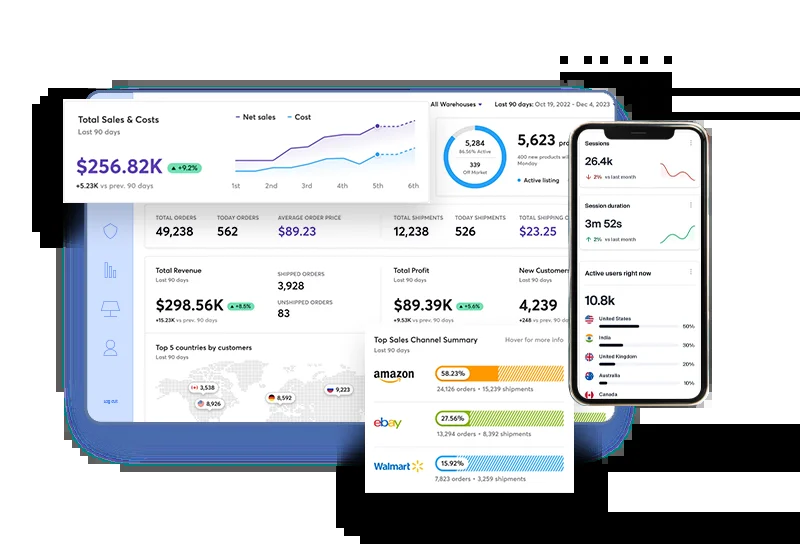 Total Sales & Costs
Last 90 days
$256.82K ▲ +9.2%
+5.23K vs prev. 90 days
Net sales Cost
1st 2nd 3rd 4th 5th 6th
All Warehouses Last 90 days: Oct 19, 2022 - Dec 4, 2023
5,284
86.56% Active
339
Off Market
5,623
600 new products will
Monday
Active listing
TOTAL ORDERS TODAY ORDERS AVERAGE ORDER PRICE TOTAL SHIPMENTS TODAY SHIPMENTS TOTAL SHIPPING
49,238 562 $89.23 12,238 526 $23.25
Total Revenue
Last 90 days
$298.56K ▲ +8.5%
+15.23K vs prev. 90 days
SHIPPED ORDERS
3,928
UNSHIPPED ORDERS
83
Total Profit
Last 90 days
$89.39K ▲ +5.6%
+9.53K vs prev. 90 days
New Customers
Last 90 days
4,239
+248 vs prev. 90 days
Top 5 countries by customers
Last 90 days
3,538
8,926
8,592
9,223
Log out
Top Sales Channel Summary Hover for more info
Last 90 days
amazon 58.23%
24,126 orders • 15,239 shipments
ebay 27.56%
13,294 orders • 8,392 shipments
Walmart 15.92%
7,823 orders • 3,259 shipments
Sessions
26.4k
↓ 2% vs last month
Session duration
3m 52s
↑ 2% vs last month
Active users right now
10.8k
United States
50%
India
30%
United Kingdom
20%
Australia
10%
Canada